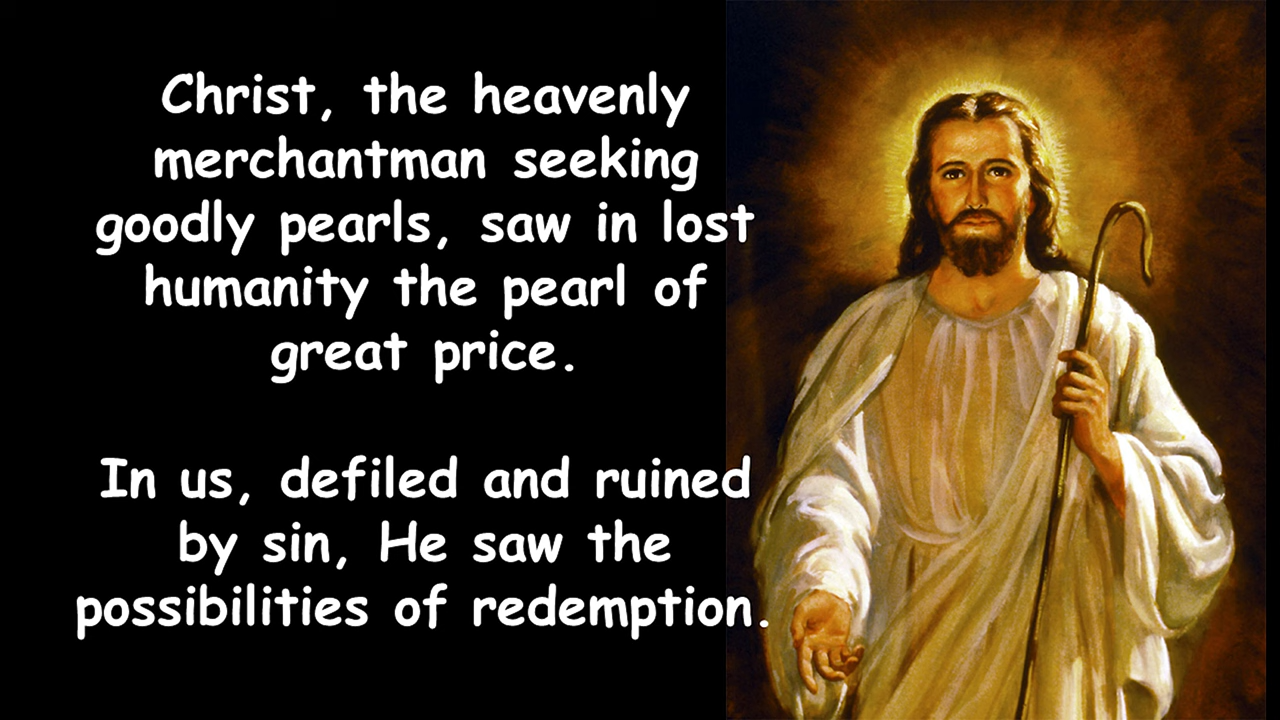 Christ, the heavenly
merchantman seeking
goodly pearls, saw in lost
humanity the pearl of
great price.
In us, defiled and ruined
by sin, He saw the
possibilities of redemption.